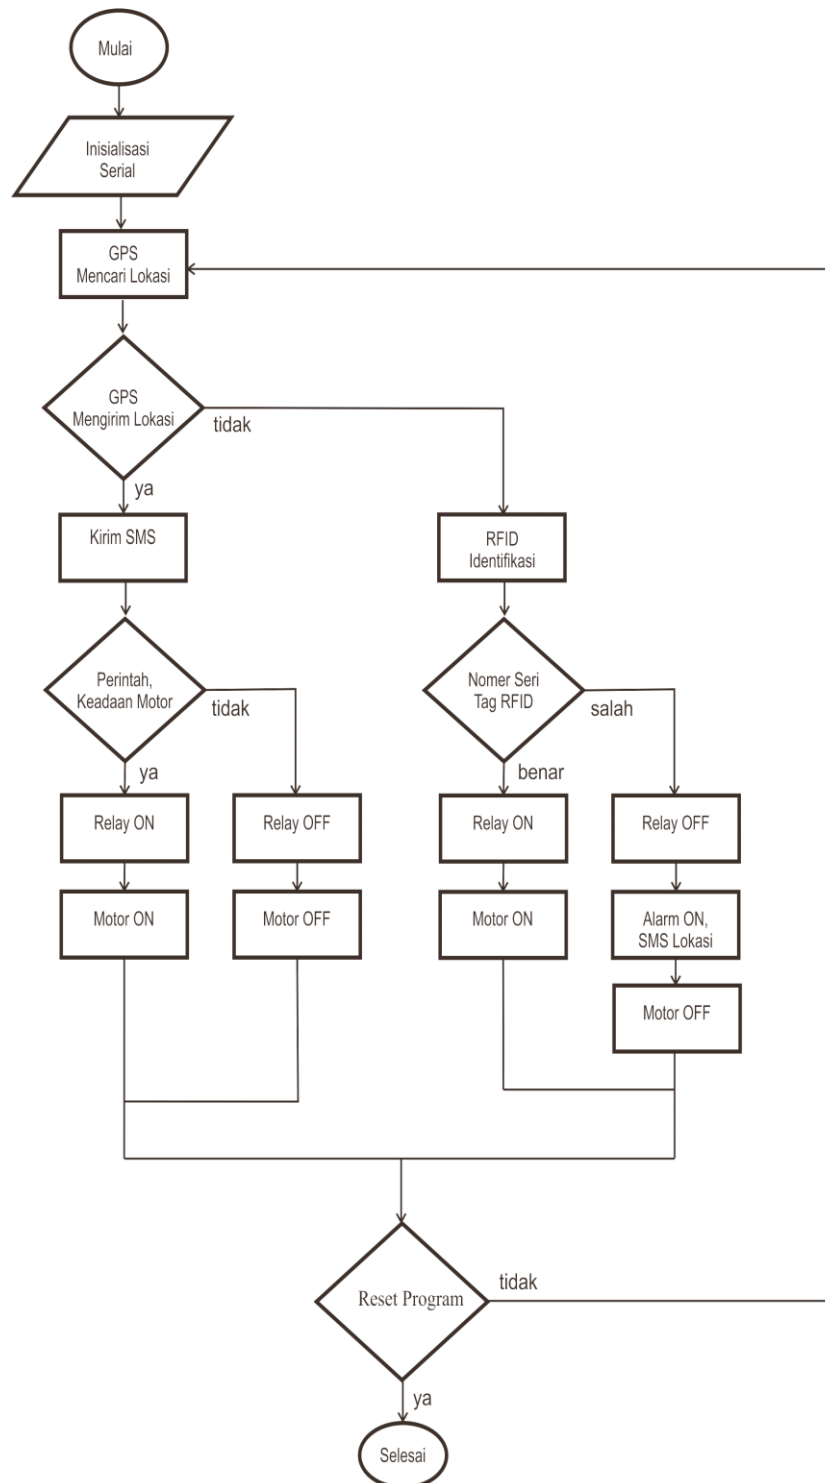 Mulai
Inisialisasi
Serial
GPS
Mencari Lokasi
GPS
Mengirim Lokasi
tidak
ya
Kirim SMS
RFID
Identifikasi
Perintah,
Keadaan Motor
tidak
ya
Nomer Seri
Tag RFID
salah
benar
Relay ON
Relay OFF
Relay ON
Relay OFF
Motor ON
Motor OFF
Motor ON
Alarm ON,
SMS Lokasi
Motor OFF
Reset Program
tidak
ya
Selesai